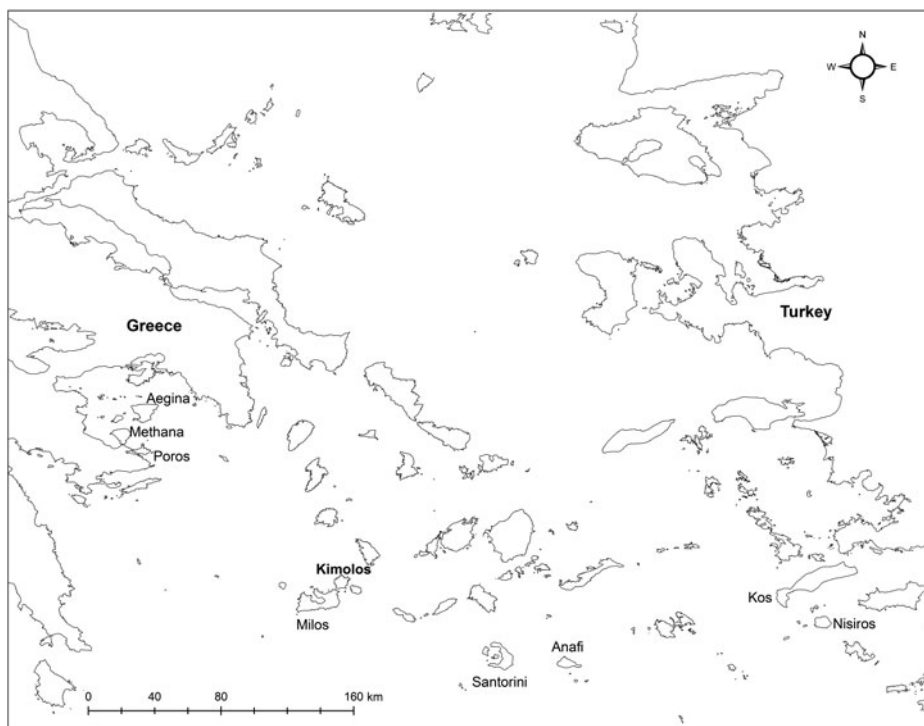 N
W E
S
Greece
Turkey
Aegina
Methana
Poros
Kimolos
Milos
Kos
Nisiros
Anafi
Santorini
0 40 80 160 km